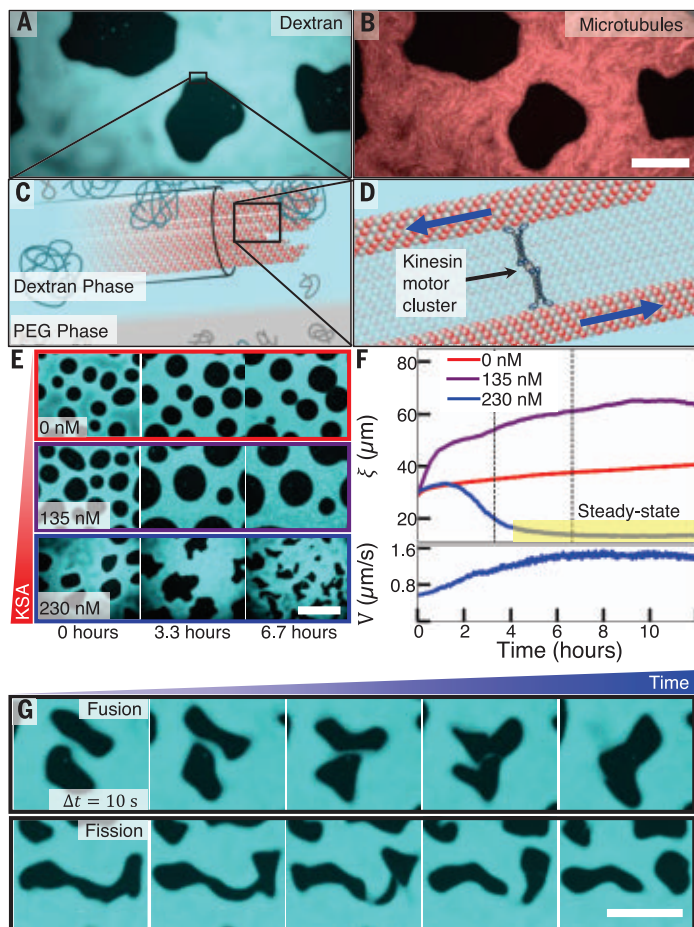 A
Dextran
B
Microtubules
C
Dextran Phase
PEG Phase
D
Kinesin
motor
cluster
E
0 nM
135 nM
230 nM
KSA
0 hours
3.3 hours
6.7 hours
F
0 nM
135 nM
230 nM
80
60
40
20
ξ (μm)
Steady-state
1.6
0.8
V (μm/s)
0
2
4
6
8
10
Time (hours)
Time
G
Fusion
Δt = 10 s
Fission